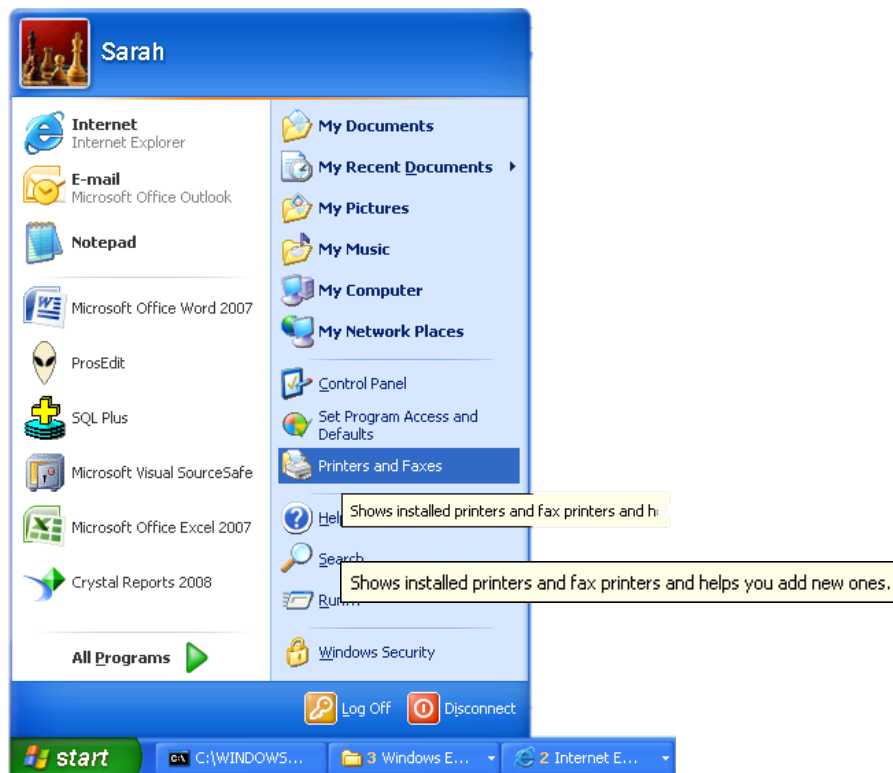 Sarah
Internet
Internet Explorer
E-mail
Microsoft Office Outlook
Notepad
Microsoft Office Word 2007
ProsEdit
SQL Plus
Microsoft Visual SourceSafe
Microsoft Office Excel 2007
Crystal Reports 2008
All Programs
My Documents
My Recent Documents
My Pictures
My Music
My Computer
My Network Places
Control Panel
Set Program Access and
Defaults
Printers and Faxes
Shows installed printers and fax printers and
Search
Shows installed printers and fax printers and helps you add new ones.
Windows Security
Log Off
Disconnect
start
C:\WINDOWS...
3 Windows E...
2 Internet E...